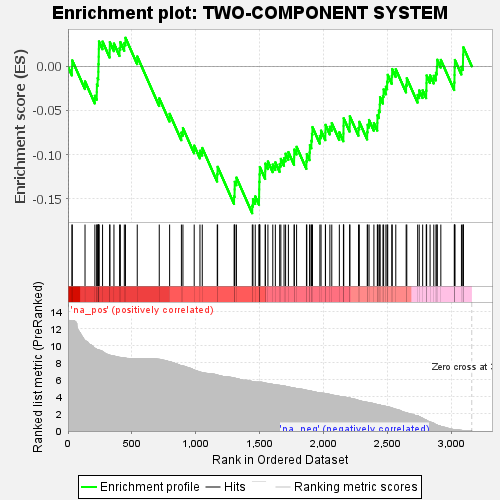 Enrichment plot: TWO-COMPONENT SYSTEM
Enrichment score (ES)
0.00
-0.05
-0.10
-0.15
'na_pos' (positively correlated)
Ranked list metric (PreRanked)
14
12
10
8
6
4
2
0
Zero cross at 3
'na_neg' (negatively correlated)
0
500
1,000
1,500
2,000
2,500
3,000
Rank in Ordered Dataset
Enrichment profile
Hits
Ranking metric scores